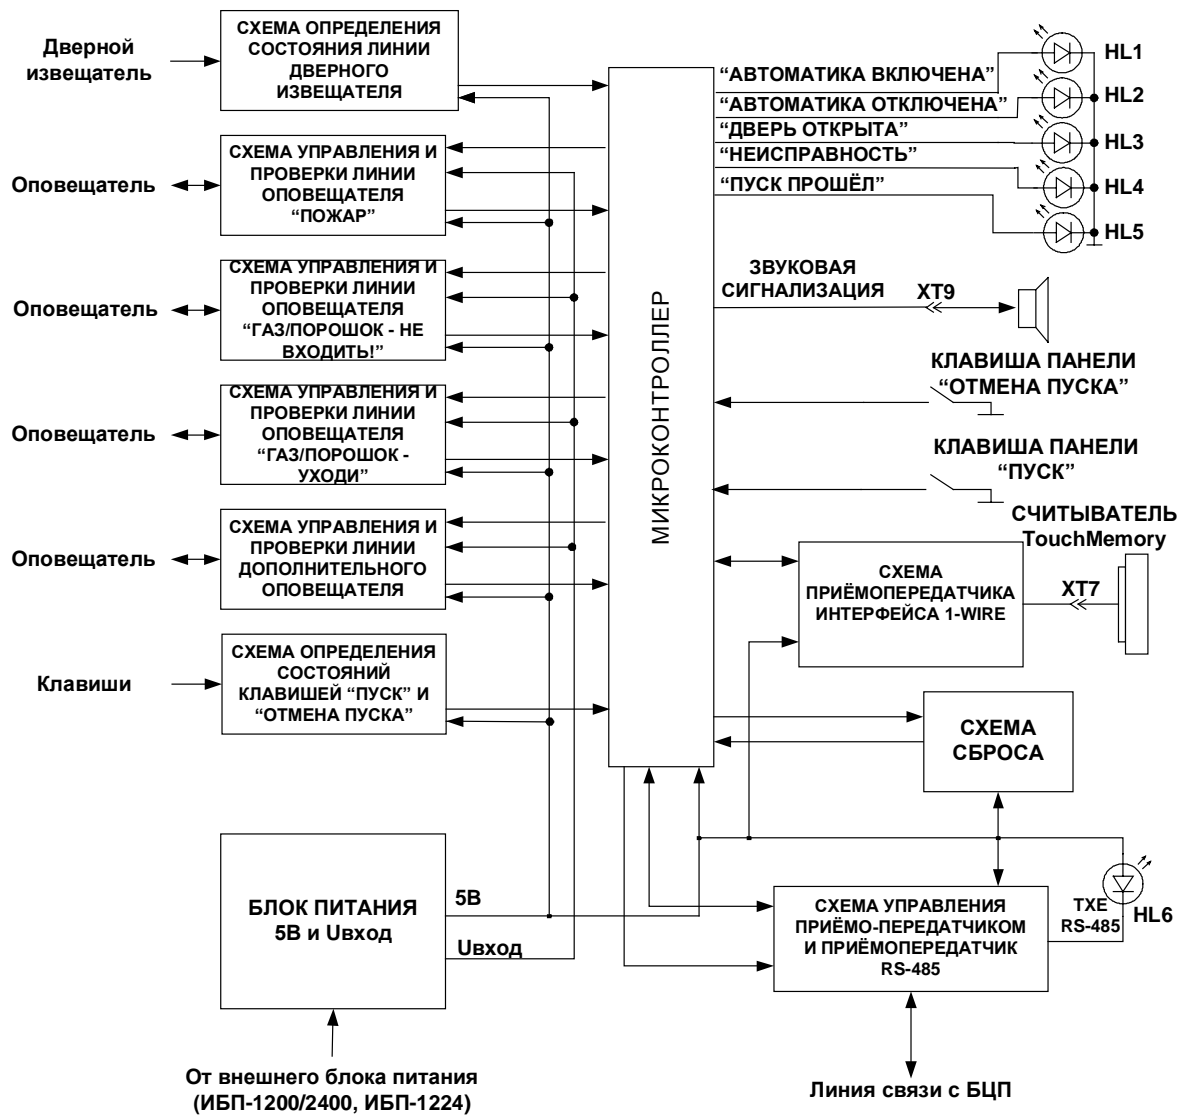 Дверной
извещатель
СХЕМА ОПРЕДЕЛЕНИЯ
СОСТОЯНИЯ ЛИНИИ
ДВЕРНОГО
ИЗВЕЩАТЕЛЯ
Оповещатель
СХЕМА УПРАВЛЕНИЯ И
ПРОВЕРКИ ЛИНИИ
ОПОВЕЩАТЕЛЯ
“ПОЖАР”
Оповещатель
СХЕМА УПРАВЛЕНИЯ И
ПРОВЕРКИ ЛИНИИ
ОПОВЕЩАТЕЛЯ
“ГАЗ/ПОРОШОК - НЕ
ВХОДИТЬ!”
Оповещатель
СХЕМА УПРАВЛЕНИЯ И
ПРОВЕРКИ ЛИНИИ
ОПОВЕЩАТЕЛЯ
“ГАЗ/ПОРОШОК -
УХОДИ”
Оповещатель
СХЕМА УПРАВЛЕНИЯ И
ПРОВЕРКИ ЛИНИИ
ДОПОЛНИТЕЛЬНОГО
ОПОВЕЩАТЕЛЯ
Клавиши
СХЕМА ОПРЕДЕЛЕНИЯ
СОСТОЯНИЙ
КЛАВИШЕЙ “ПУСК” И
“ОТМЕНА ПУСКА”
БЛОК ПИТАНИЯ
5В и Uвход
5В
Uвход
От внешнего блока питания
(ИБП-1200/2400, ИБП-1224)
МИКРОКОНТРОЛЛЕР
“АВТОМАТИКА ВКЛЮЧЕНА”
HL1
“АВТОМАТИКА ОТКЛЮЧЕНА”
HL2
“ДВЕРЬ ОТКРЫТА”
HL3
“НЕИСПРАВНОСТЬ”
HL4
“ПУСК ПРОШЁЛ”
HL5
ЗВУКОВАЯ
СИГНАЛИЗАЦИЯ
XT9
КЛАВИША ПАНЕЛИ
“ОТМЕНА ПУСКА”
КЛАВИША ПАНЕЛИ
“ПУСК”
СЧИТЫВАТЕЛЬ
TouchMemory
СХЕМА
ПРИЁМОПЕРЕДАТЧИКА
ИНТЕРФЕЙСА 1-WIRE
XT7
СХЕМА
СБРОСА
СХЕМА УПРАВЛЕНИЯ
ПРИЁМО-ПЕРЕДАТЧИКОМ
И ПРИЁМОПЕРЕДАТЧИК
RS-485
TXE
RS-485
HL6
Линия связи с БЦП